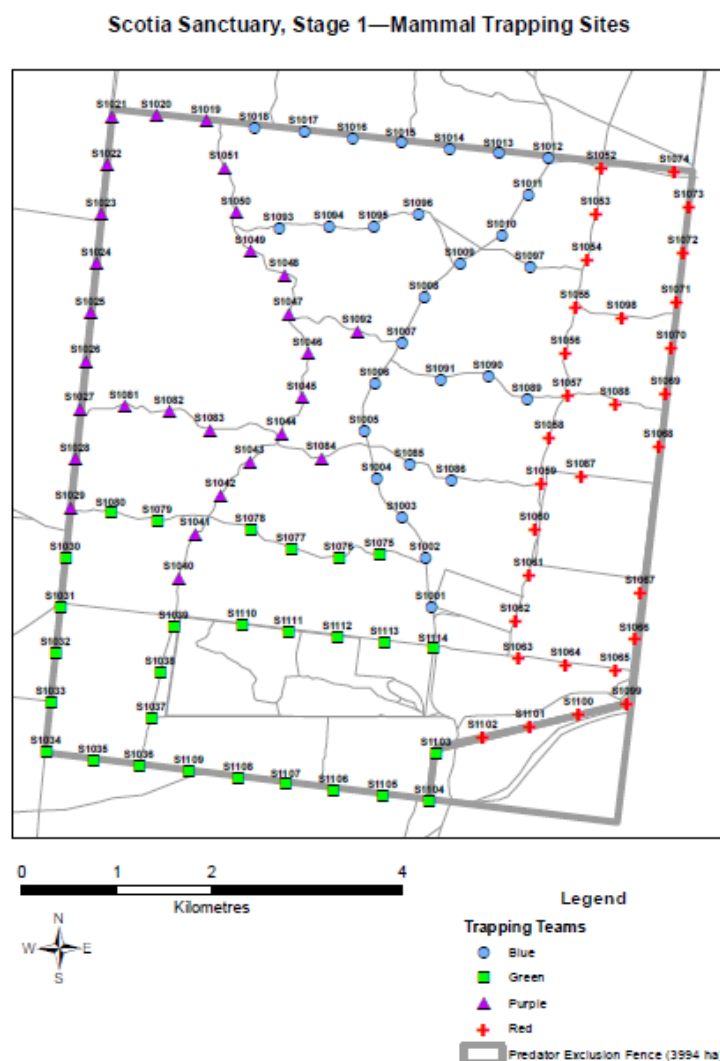 Scotia Sanctuary, Stage 1—Mammal Trapping Sites
S1021 S1020 S1019 S1018 S1017 S1016 S1015 S1014 S1013 S1012 S1052 S1074
S1022 S1051 S1011 S1053 S1073
S1023 S1050 S1093 S1094 S1095 S1096 S1010
S1024 S1049 S1048 S1009 S1097 S1054 S1072
S1025 S1047 S1092 S1008 S1055 S1098 S1071
S1026 S1046 S1007 S1056 S1070
S1027 S1081 S1082 S1045 S1006 S1091 S1090 S1089 S1057 S1088 S1069
S1083 S1044 S1005 S1058 S1068
S1028 S1043 S1084 S1085 S1086 S1059 S1087
S1029 S1080 S1079 S1042 S1004
S1041 S1078 S1077 S1076 S1075 S1003 S1002 S1060
S1030 S1040 S1061
S1031 S1039 S1110 S1111 S1112 S1113 S1114 S1001 S1062 S1067
S1032 S1038 S1063 S1064 S1065 S1066
S1033 S1037 S1102 S1101 S1100 S1099
S1034 S1035 S1036 S1109 S1108 S1107 S1106 S1105 S1104 S1103
0 1 2 4
Kilometres
N
W E
S
Legend
Trapping Teams
Blue
Green
Purple
Red
Predator Exclusion Fence (3994 ha